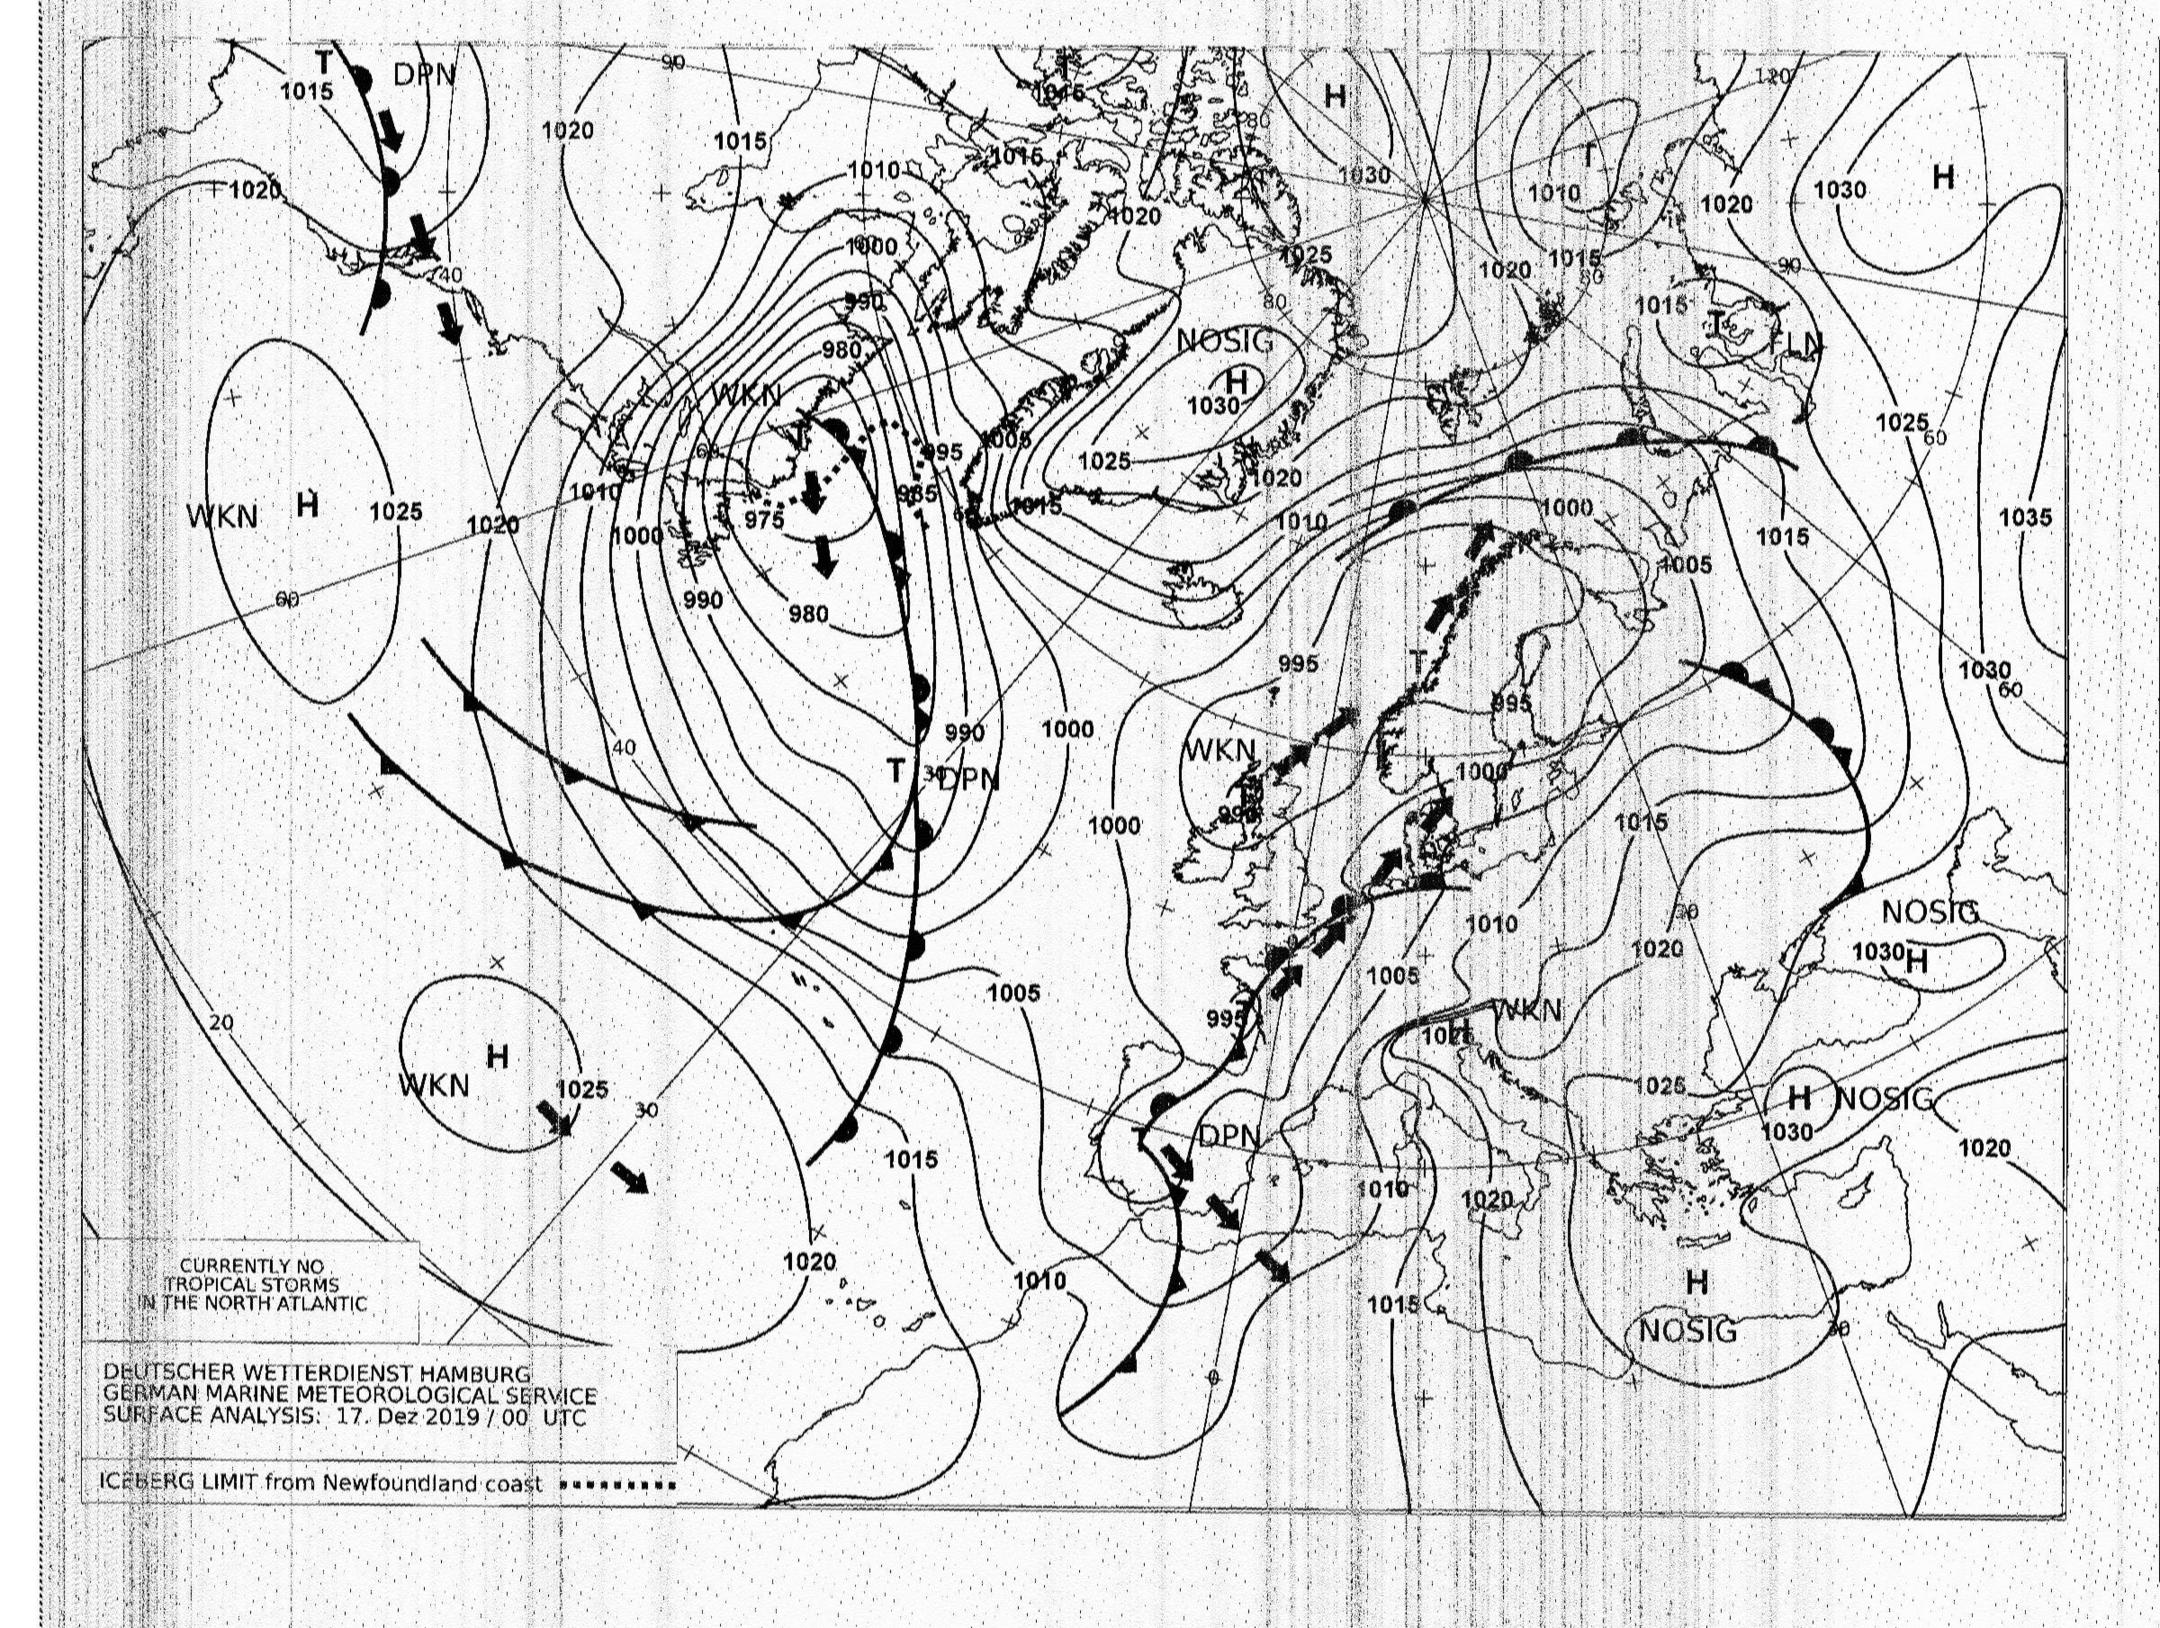 90
120
T
DPN
1015
H
1015
80
1020
1015
1010
1015
1030
1010
1030
H
1020
1020
1020
1000
1025
1020
1015
90
40
990
80
1015
980
NOSIG
T
FLN
WKN
H
1030
1025
60
60
995
1005
1025
1020
WKN
H
1025
1010
1020
975
985
1015
1010
1000
1035
1000
1015
1005
60
990
980
995
T
1030
60
995
40
990
1000
WKN
1000
T
DPN
1000
1015
NOSIG
30
1010
1020
1030
H
1005
1005
20
995
WKN
H
H
WKN
1025
1025
H
NOSIG
30
1030
T
DPN
1015
1020
1010
1020
1020
1010
H
1015
NOSIG
30
0
CURRENTLY NO
TROPICAL STORMS
IN THE NORTH ATLANTIC
DEUTSCHER WETTERDIENST HAMBURG
GERMAN MARINE METEOROLOGICAL SERVICE
SURFACE ANALYSIS: 17. Dez 2019 / 00 UTC
ICEBERG LIMIT from Newfoundland coast